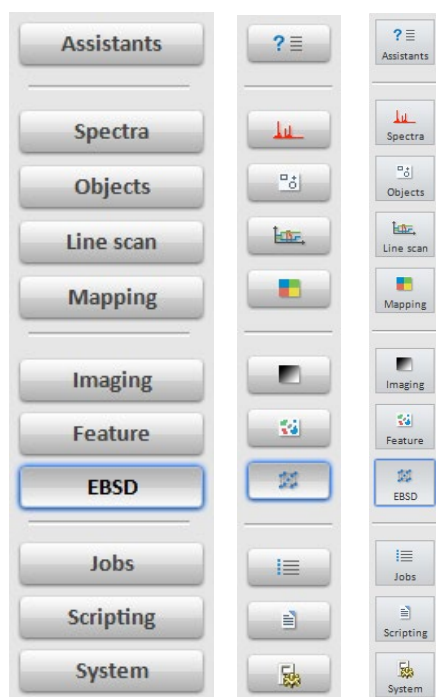 Assistants
Spectra
Objects
Line scan
Mapping
Imaging
Feature
EBSD
Jobs
Scripting
System
?
Assistants
Spectra
Objects
Line scan
Mapping
Imaging
Feature
EBSD
Jobs
Scripting
System